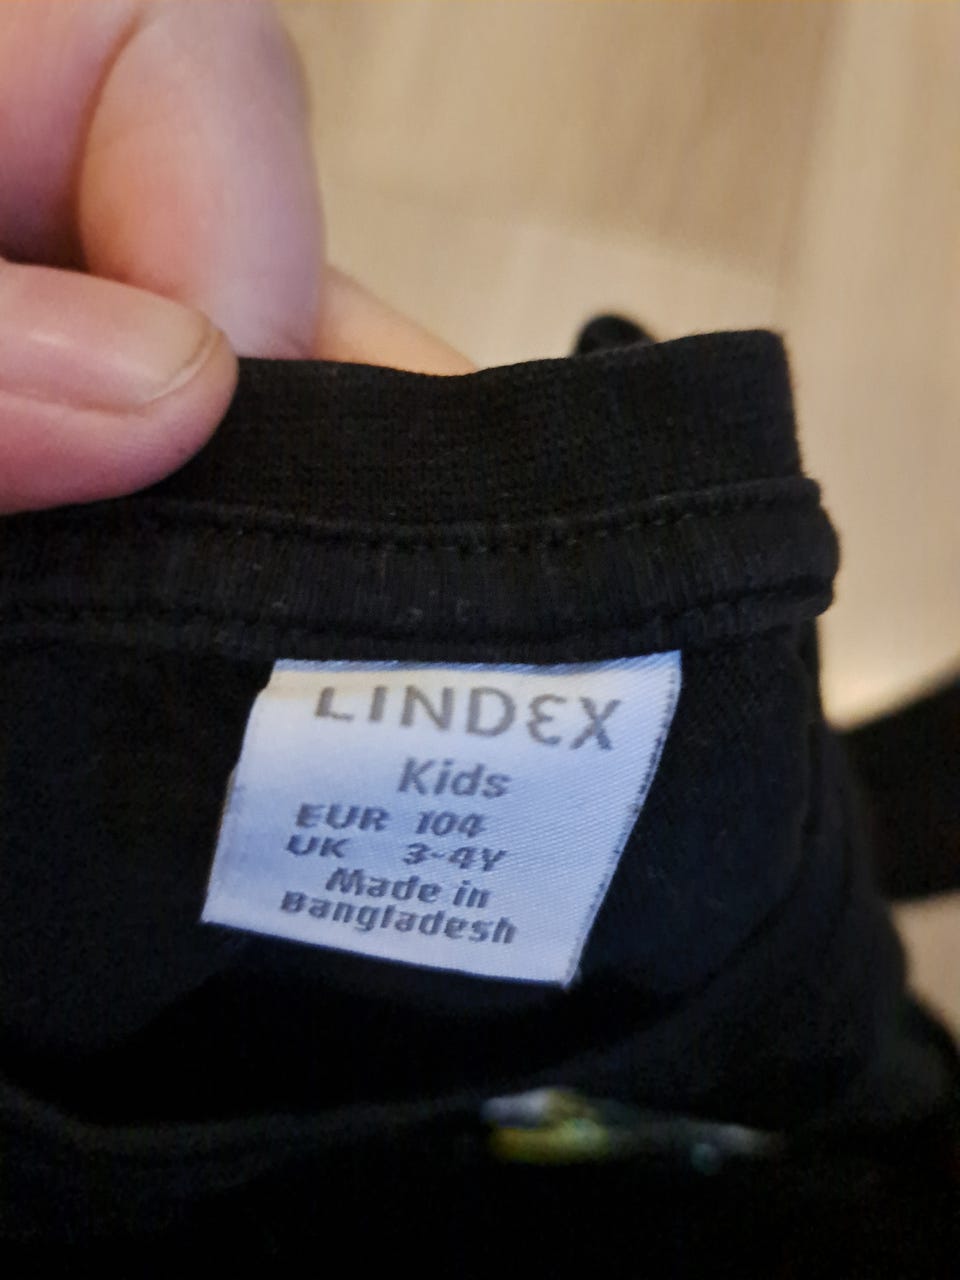 LINDEX
Kids
EUR 104
UK 3-4Y
Made in
Bangladesh